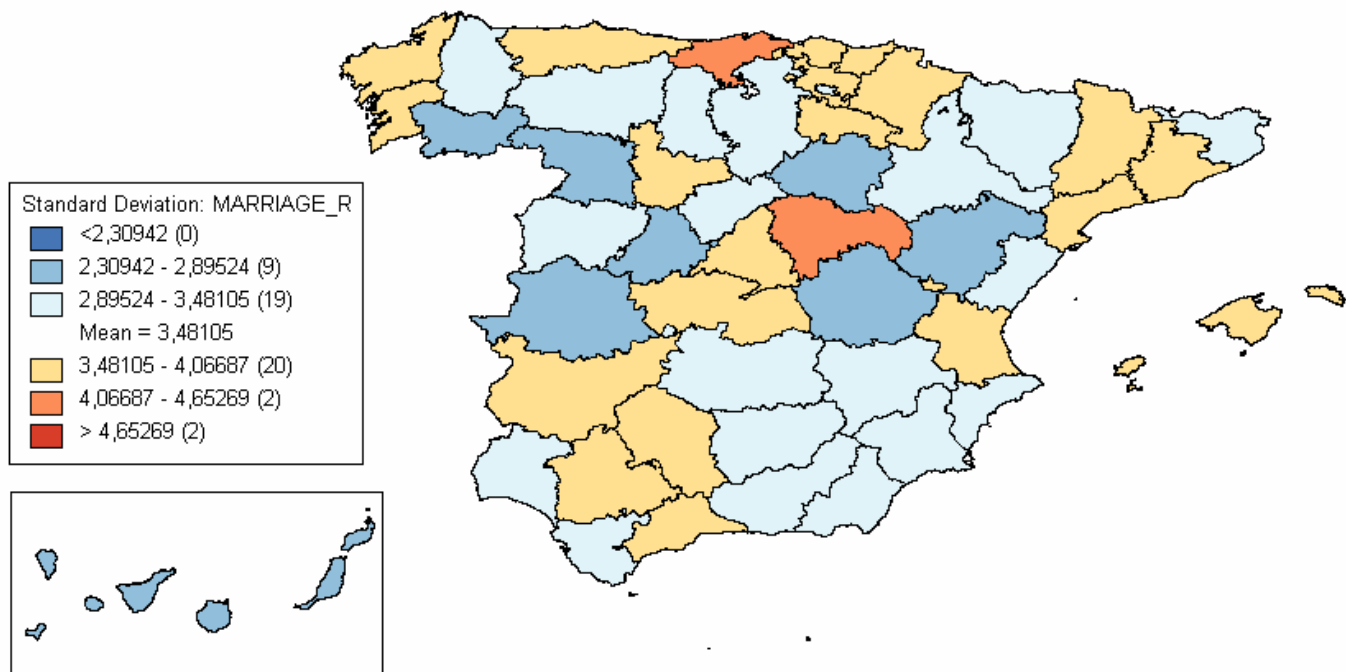 Standard Deviation: MARRIAGE_R
<2,30942 (0)
2,30942 - 2,89524 (9)
2,89524 - 3,48105 (19)
Mean = 3,48105
3,48105 - 4,06687 (20)
4,06687 - 4,65269 (2)
> 4,65269 (2)